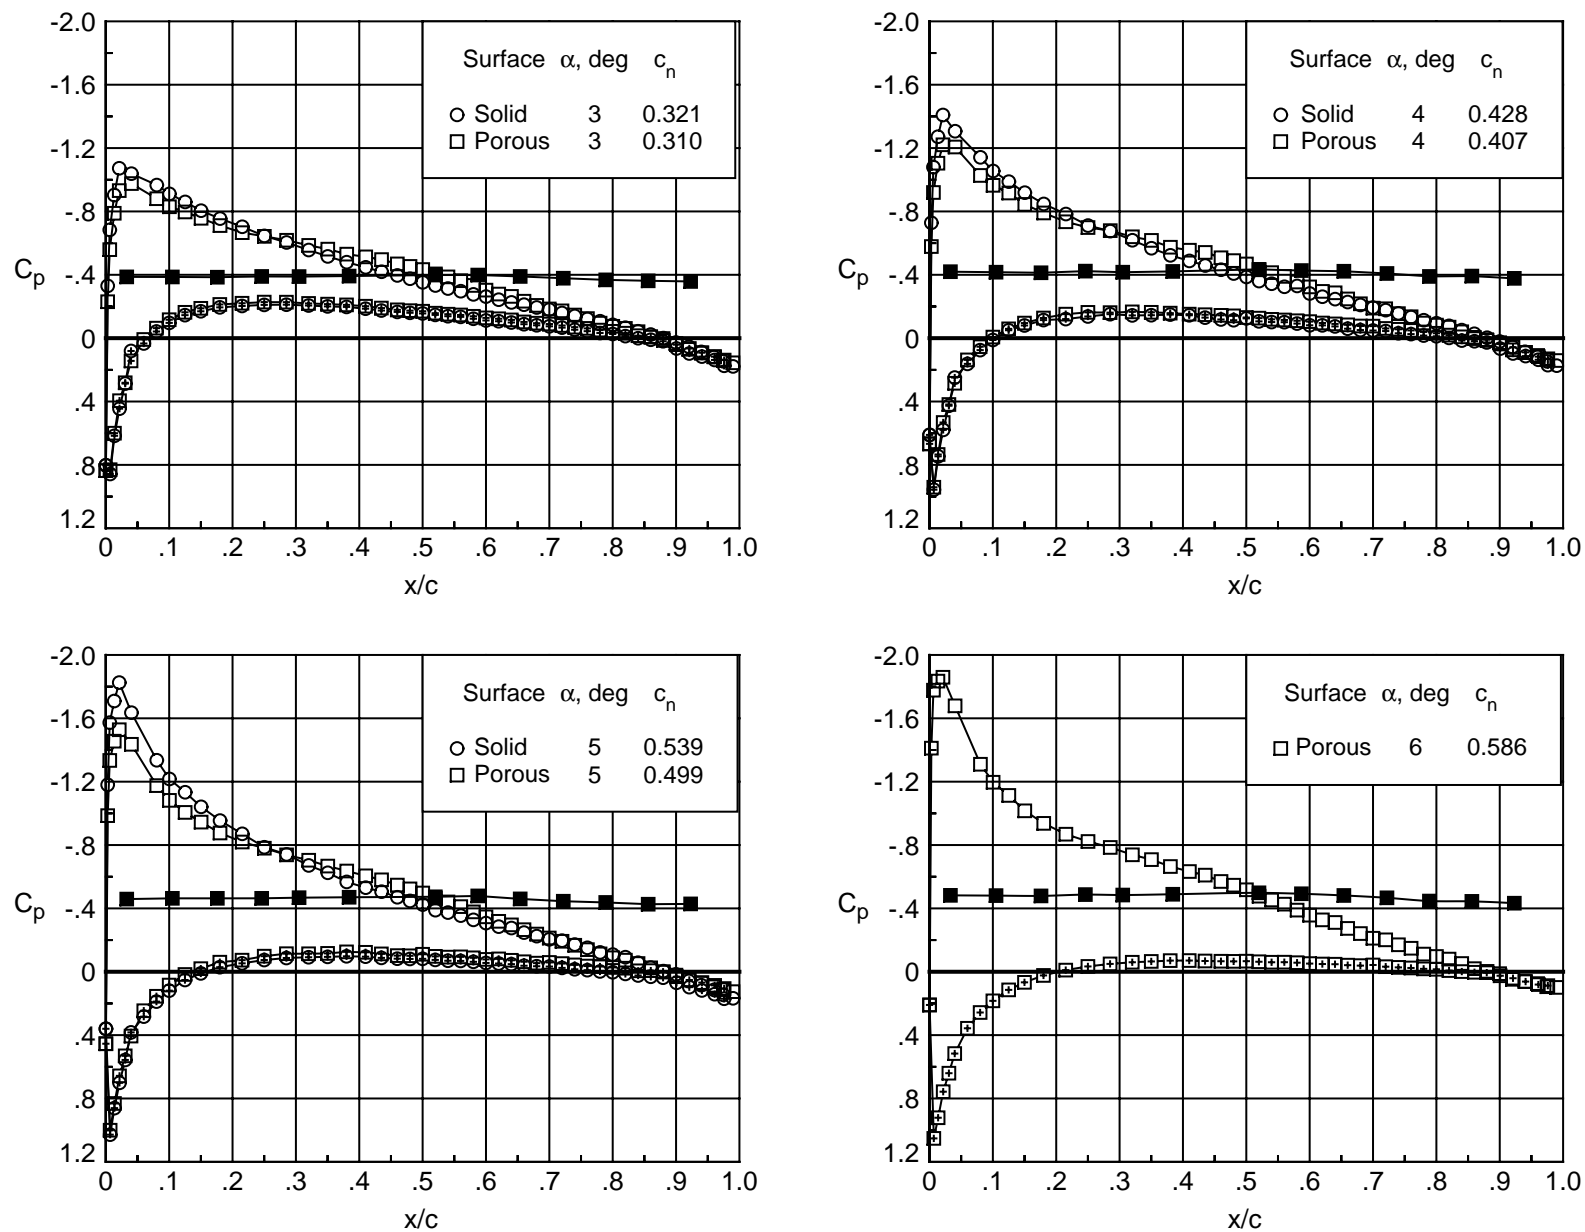 -2.0
-1.6
-1.2
-.8
-.4
0
.4
.8
1.2
Cp
0 .1 .2 .3 .4 .5 .6 .7 .8 .9 1.0
x/c
Surface α, deg cn
Solid 3 0.321
Porous 3 0.310
-2.0
-1.6
-1.2
-.8
-.4
0
.4
.8
1.2
Cp
0 .1 .2 .3 .4 .5 .6 .7 .8 .9 1.0
x/c
Surface α, deg cn
Solid 4 0.428
Porous 4 0.407
-2.0
-1.6
-1.2
-.8
-.4
0
.4
.8
1.2
Cp
0 .1 .2 .3 .4 .5 .6 .7 .8 .9 1.0
x/c
Surface α, deg cn
Solid 5 0.539
Porous 5 0.499
-2.0
-1.6
-1.2
-.8
-.4
0
.4
.8
1.2
Cp
0 .1 .2 .3 .4 .5 .6 .7 .8 .9 1.0
x/c
Surface α, deg cn
Porous 6 0.586